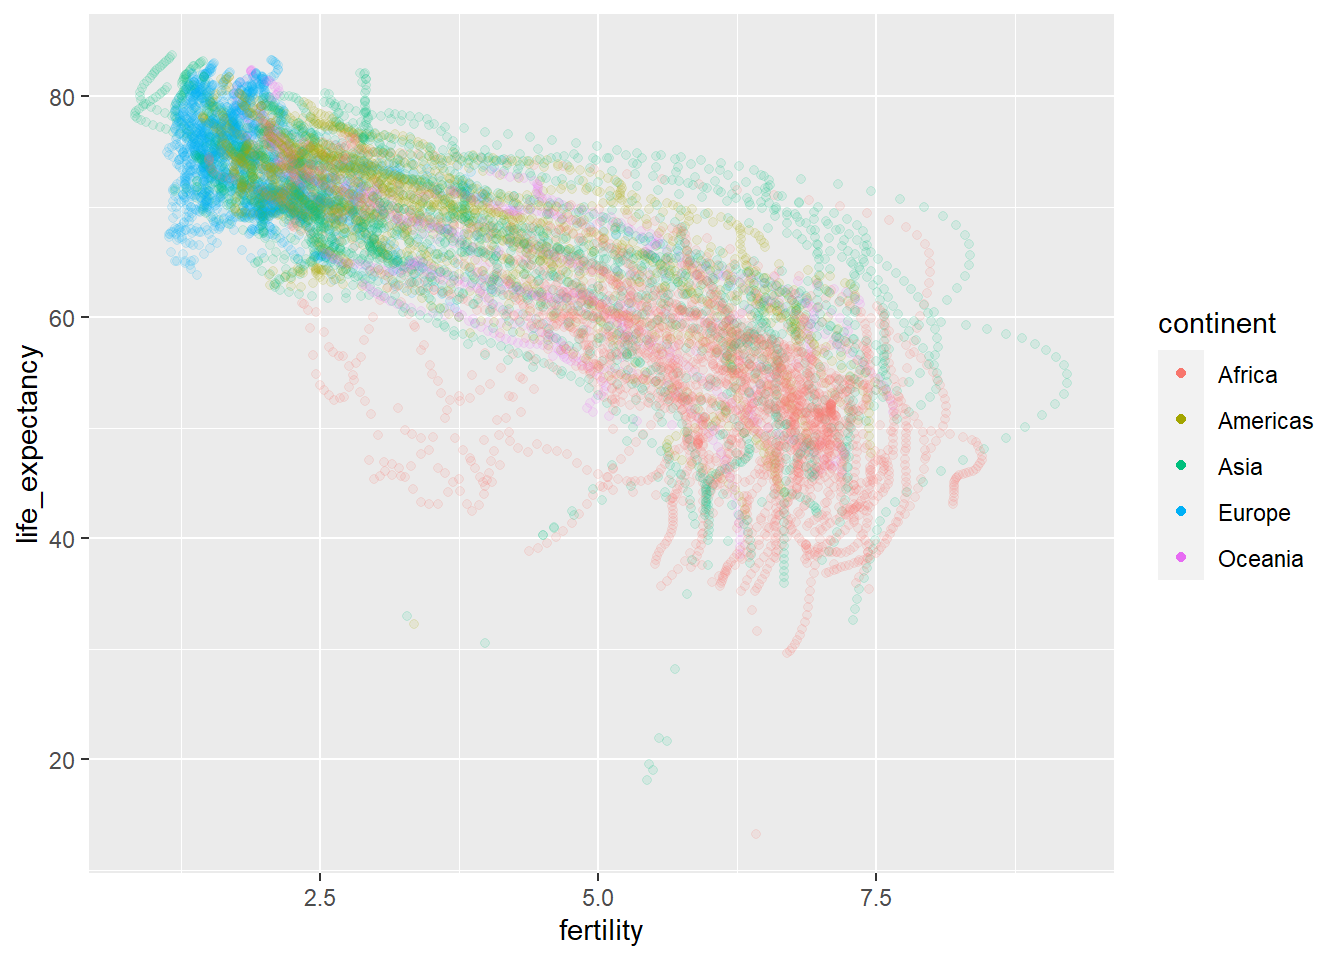 life_expectancy
80
60
40
20
2.5
5.0
7.5
fertility
continent
Africa
Americas
Asia
Europe
Oceania